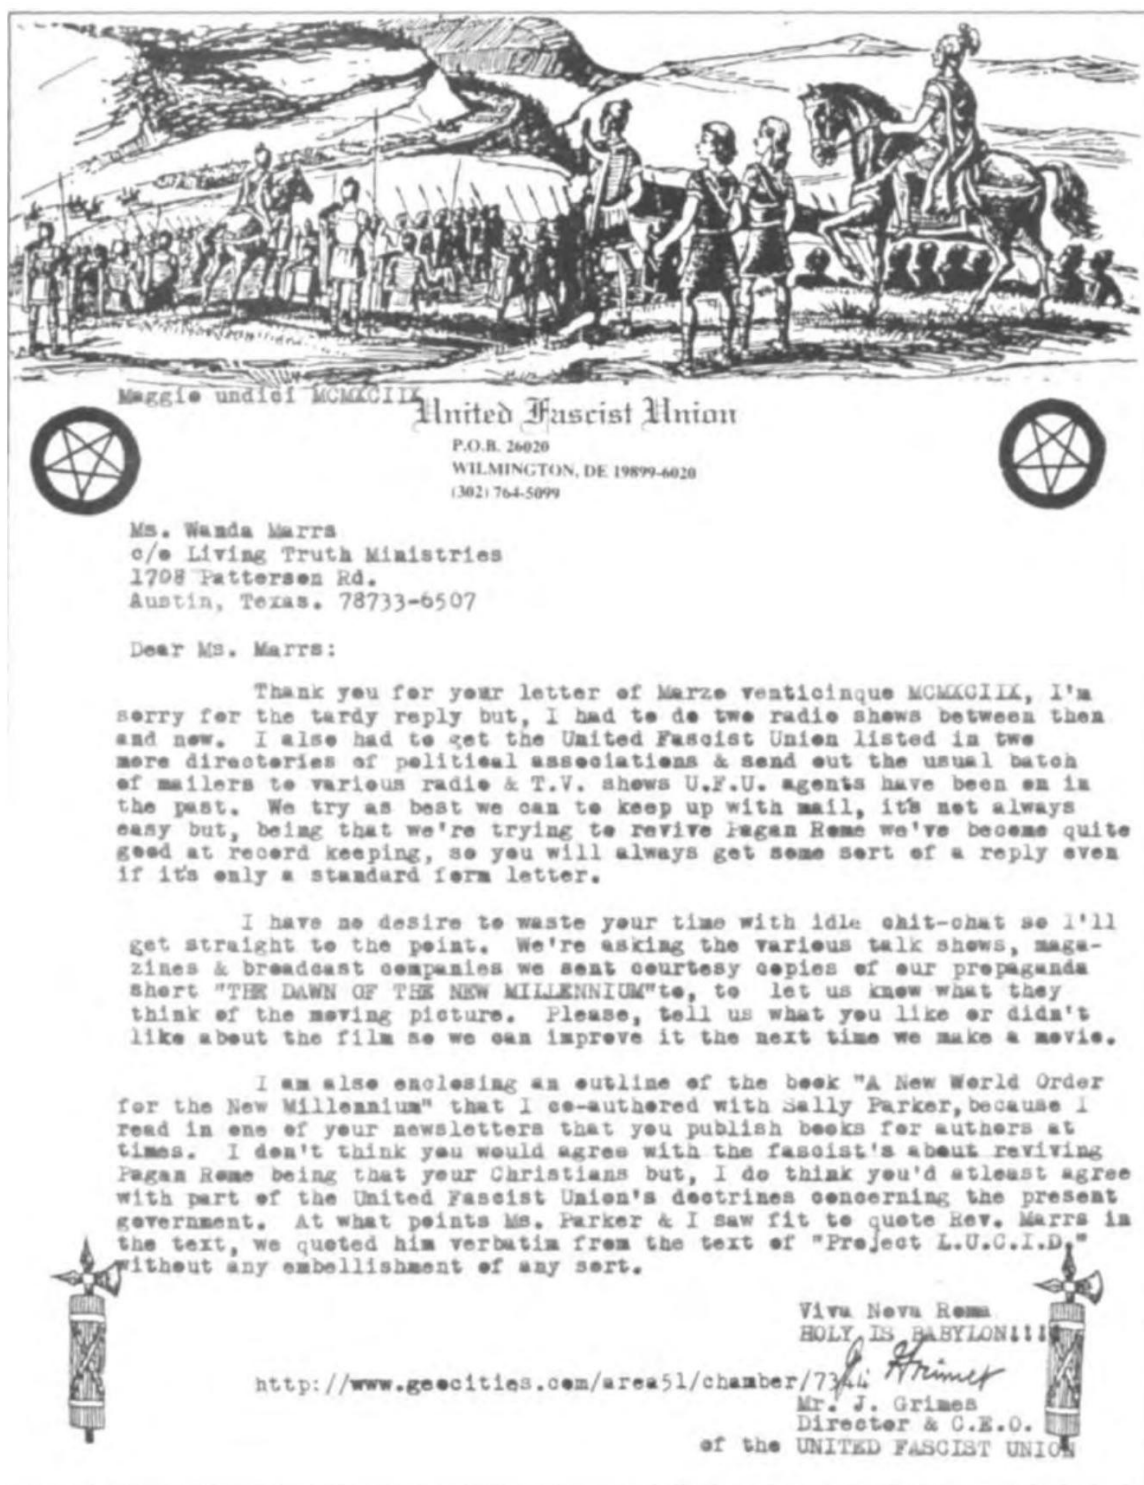 Maggio undici MCMXCIIX
United Fascist Union
P.O.B. 26020
WILMINGTON, DE 19899-6020
(302) 764-5099
Ms. Wanda Marrs
c/o Living Truth Ministries
1708 Patterson Rd.
Austin, Texas. 78733-6507
Dear Ms. Marrs:
Thank you for your letter of Marzo venticinque MCMXCIIX, I'm
sorry for the tardy reply but, I had to do two radio shows between then
and now. I also had to get the United Fascist Union listed in two
more directories of political associations & send out the usual batch
of mailers to various radio & T.V. shows U.F.U. agents have been on in
the past. We try as best we can to keep up with mail, it's not always
easy but, being that we're trying to revive Pagan Rome we've become quite
good at record keeping, so you will always get some sort of a reply even
if it's only a standard form letter.
I have no desire to waste your time with idle chit-chat so I'll
get straight to the point. We're asking the various talk shows, maga-
zines & broadcast companies we sent courtesy copies of our propaganda
short "THE DAWN OF THE NEW MILLENNIUM"to, to let us know what they
think of the moving picture. Please, tell us what you like or didn't
like about the film so we can improve it the next time we make a movie.
I am also enclosing an outline of the book "A New World Order
for the New Millennium" that I co-authored with Sally Parker, because I
read in one of your newsletters that you publish books for authors at
times. I don't think you would agree with the fascist's about reviving
Pagan Rome being that your Christians but, I do think you'd atleast agree
with part of the United Fascist Union's doctrines concerning the present
government. At what points Ms. Parker & I saw fit to quote Rev. Marrs in
the text, we quoted him verbatim from the text of "Project L.U.C.I.D."
without any embellishment of any sort.
Viva Nova Roma
HOLY IS BABYLON!!!!
J. Grimes
http://www.geocities.com/area51/chamber/7344
Mr. J. Grimes
Director & C.E.O.
of the UNITED FASCIST UNION